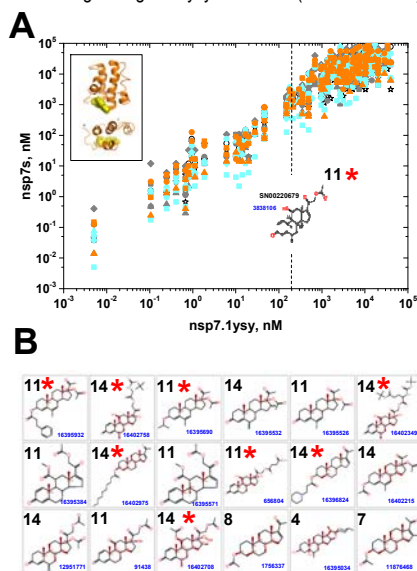 A
nsp7s, nM
10⁵
10⁴
10³
10²
10¹
10⁰
10⁻¹
10⁻²
10⁻³
11 *
SN00220679
3838106
10⁻³ 10⁻² 10⁻¹ 10⁰ 10¹ 10² 10³ 10⁴ 10⁵
nsp7.1ysy, nM
B
11 * 14 * 11 * 14 11 14 *
16395932 16402758 16395690 16395532 16395526 16402349
11 14 * 11 11 * 14 * 14
16395384 16402975 16395571 656804 16396824 16402215
14 11 14 * 8 4 7
12951771 91438 16402708 1756337 16395034 11876468